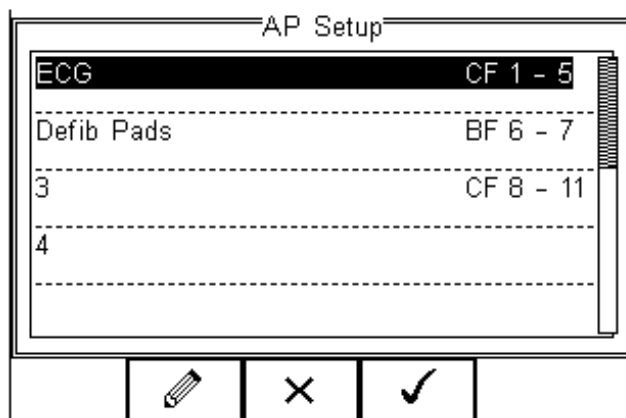 AP Setup
ECG CF 1 - 5
Defib Pads BF 6 - 7
3 CF 8 - 11
4